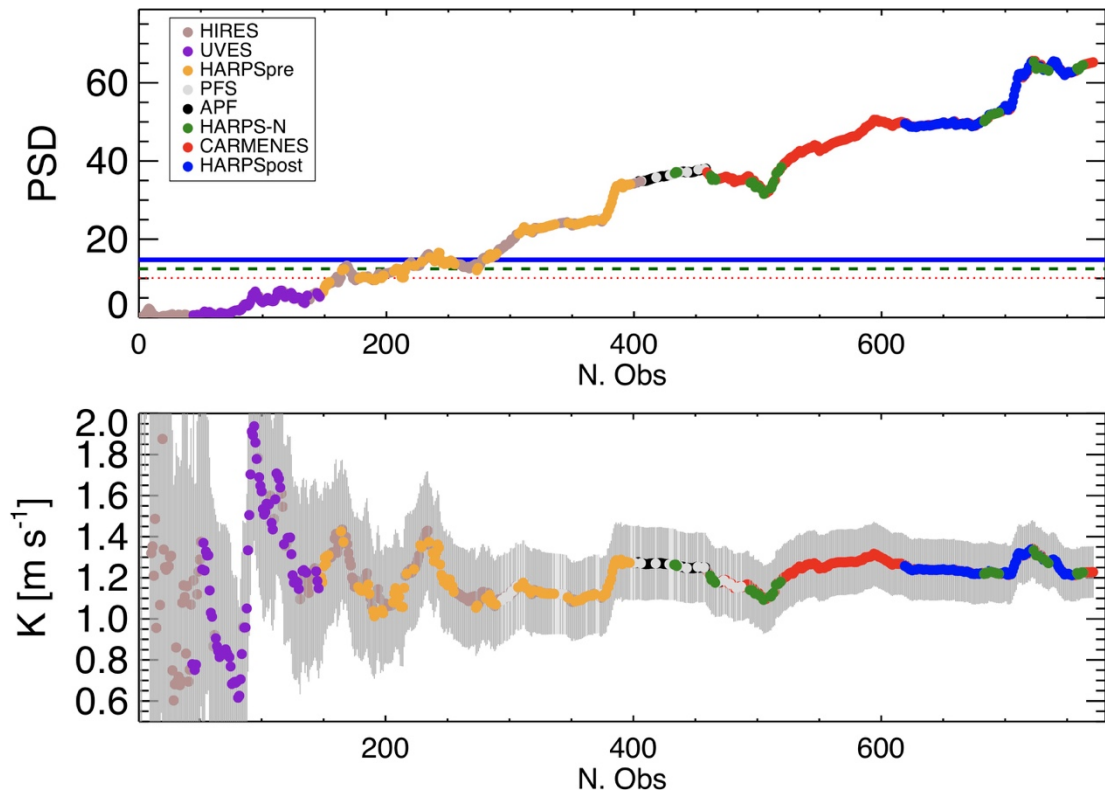 HIRES
UVES
HARPSpre
PFS
APF
HARPS-N
CARMENES
HARPSpost
PSD
60
40
20
0
0 200 400 600
N. Obs
K [m s-1]
2.0
1.8
1.6
1.4
1.2
1.0
0.8
0.6
200 400 600
N. Obs